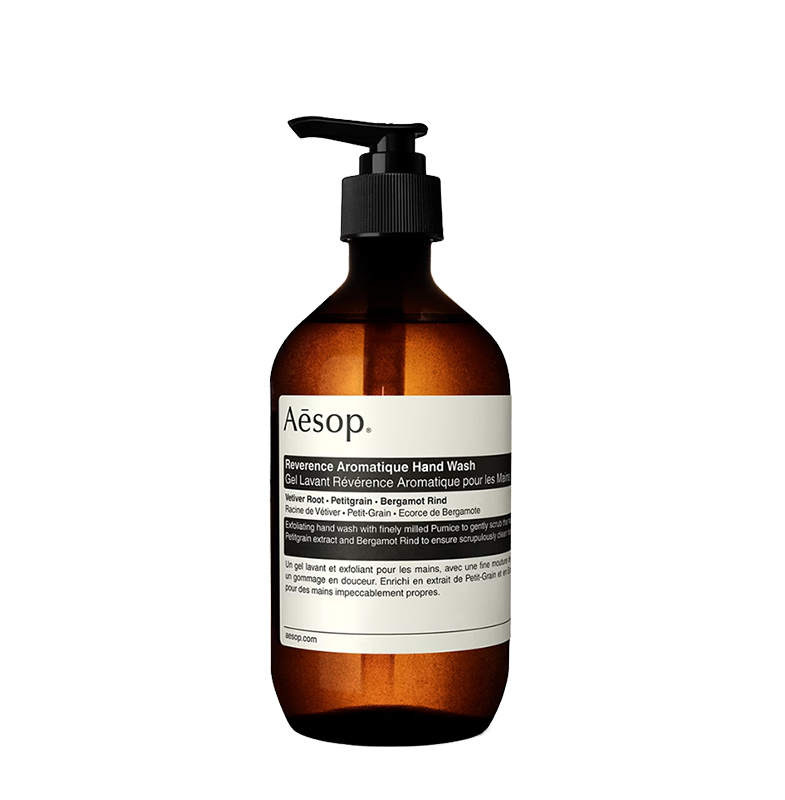 Aēsop®
Reverence Aromatique Hand Wash
Gel Lavant Révérence Aromatique pour les Mains
Vetiver Root • Petitgrain • Bergamot Rind
Racine de Vétiver • Petit-Grain • Ecorce de Bergamote
Exfoliating hand wash with finely milled Pumice to gently scrub the
Petitgrain extract and Bergamot Rind to ensure scrupulously clean
Un gel lavant et exfoliant pour les mains, avec une fine mouture
un gommage en douceur. Enrichi en extrait de Petit-Grain et en
pour des mains impeccablement propres.
aesop.com